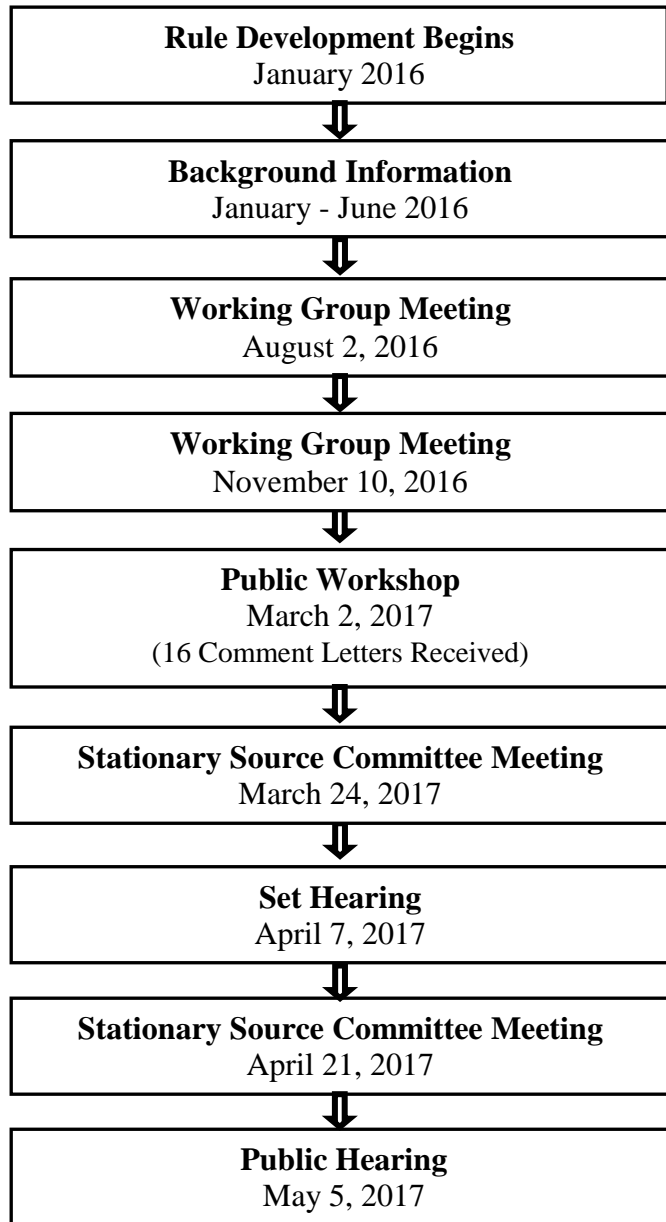 Rule Development Begins
January 2016
Background Information
January - June 2016
Working Group Meeting
August 2, 2016
Working Group Meeting
November 10, 2016
Public Workshop
March 2, 2017
(16 Comment Letters Received)
Stationary Source Committee Meeting
March 24, 2017
Set Hearing
April 7, 2017
Stationary Source Committee Meeting
April 21, 2017
Public Hearing
May 5, 2017